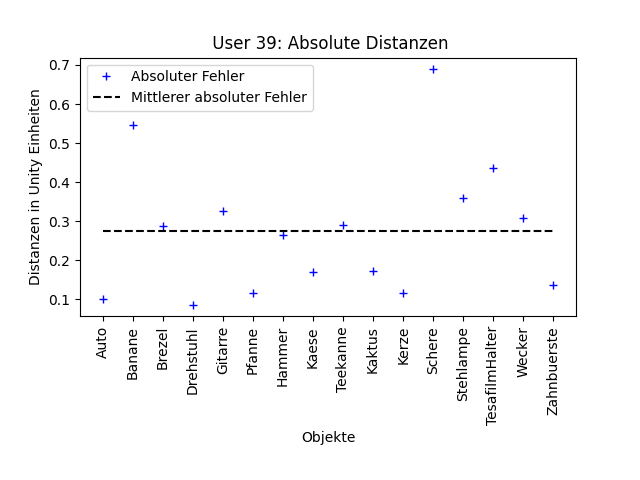 User 39: Absolute Distanzen
Absoluter Fehler
Mittlerer absoluter Fehler
Distanzen in Unity Einheiten
0.7
0.6
0.5
0.4
0.3
0.2
0.1
Auto
Banane
Brezel
Drehstuhl
Gitarre
Pfanne
Hammer
Kaese
Teekanne
Kaktus
Kerze
Schere
Stehlampe
TesafilmHalter
Wecker
Zahnbuerste
Objekte